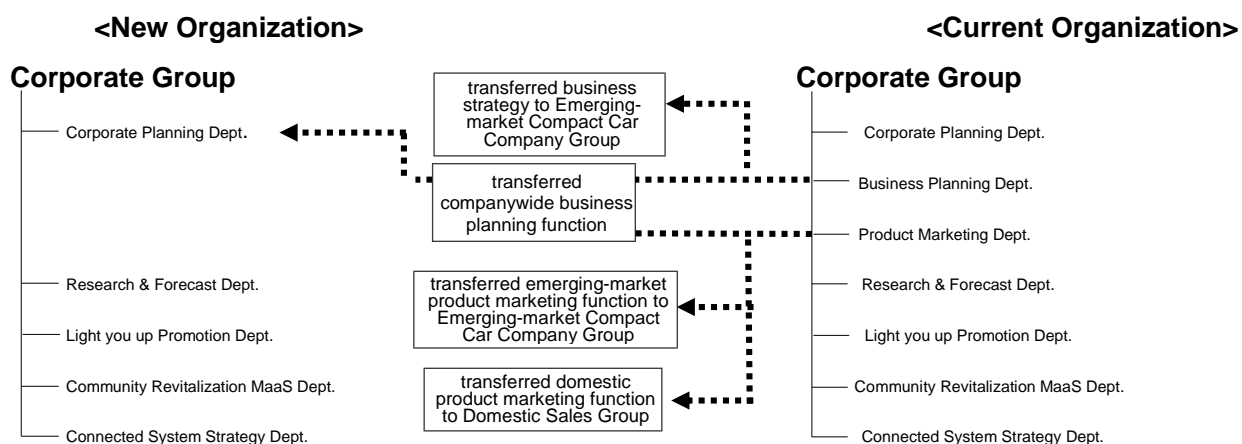 <New Organization>
Corporate Group
Corporate Planning Dept.
Research & Forecast Dept.
Light you up Promotion Dept.
Community Revitalization MaaS Dept.
Connected System Strategy Dept.
transferred business
strategy to Emerging-
market Compact Car
Company Group
transferred
companywide business
planning function
transferred emerging-market
product marketing function to
Emerging-market Compact
Car Company Group
transferred domestic
product marketing function
to Domestic Sales Group
<Current Organization>
Corporate Group
Corporate Planning Dept.
Business Planning Dept.
Product Marketing Dept.
Research & Forecast Dept.
Light you up Promotion Dept.
Community Revitalization MaaS Dept.
Connected System Strategy Dept.